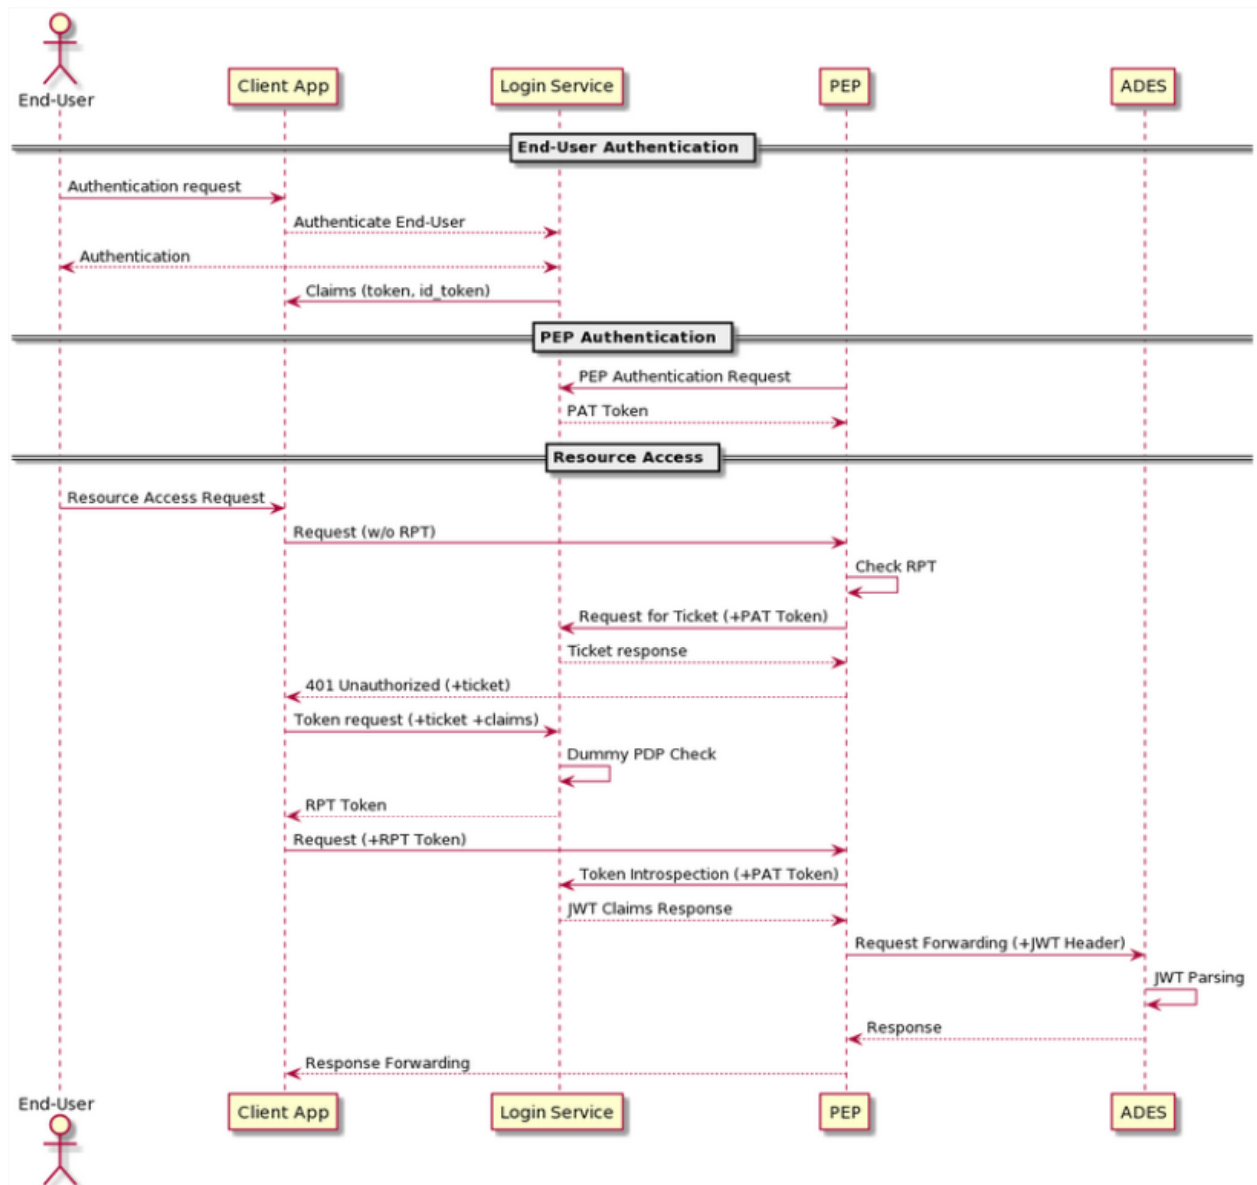 End-User
Client App
Login Service
PEP
ADES
End-User Authentication
Authentication request
Authenticate End-User
Authentication
Claims (token, id_token)
PEP Authentication
PEP Authentication Request
PAT Token
Resource Access
Resource Access Request
Request (w/o RPT)
Check RPT
Request for Ticket (+PAT Token)
Ticket response
401 Unauthorized (+ticket)
Token request (+ticket +claims)
Dummy PDP Check
RPT Token
Request (+RPT Token)
Token Introspection (+PAT Token)
JWT Claims Response
Request Forwarding (+JWT Header)
JWT Parsing
Response
Response Forwarding
End-User
Client App
Login Service
PEP
ADES